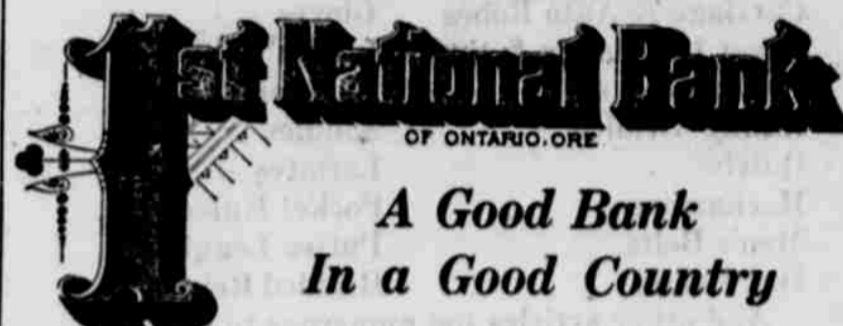 1st National Bank
OF ONTARIO, ORE
A Good Bank
In a Good Country